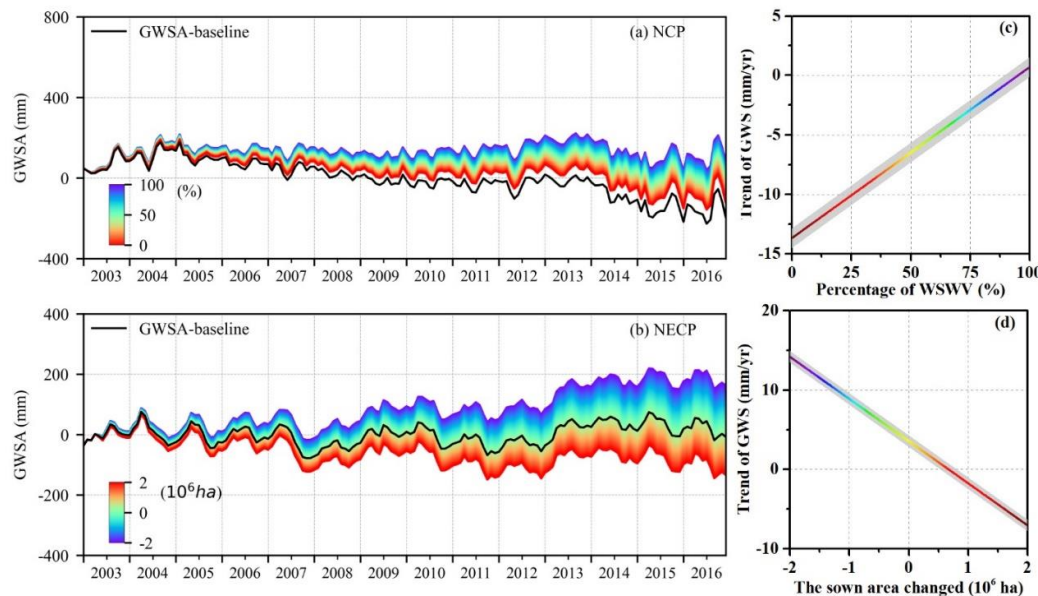 GWSA-baseline
(a) NCP
800
400
0
-400
GWSA (mm)
100
(%)
50
0
2003 2004 2005 2006 2007 2008 2009 2010 2011 2012 2013 2014 2015 2016
(c)
5
0
-5
-10
-15
Trend of GWS (mm/yr)
0 25 50 75 100
Percentage of WSWV (%)
GWSA-baseline
(b) NECP
400
200
0
-200
-400
GWSA (mm)
2
(10⁶ha)
0
-2
2003 2004 2005 2006 2007 2008 2009 2010 2011 2012 2013 2014 2015 2016
(d)
20
10
0
-10
Trend of GWS (mm/yr)
-2 -1 0 1 2
The sown area changed (10⁶ ha)